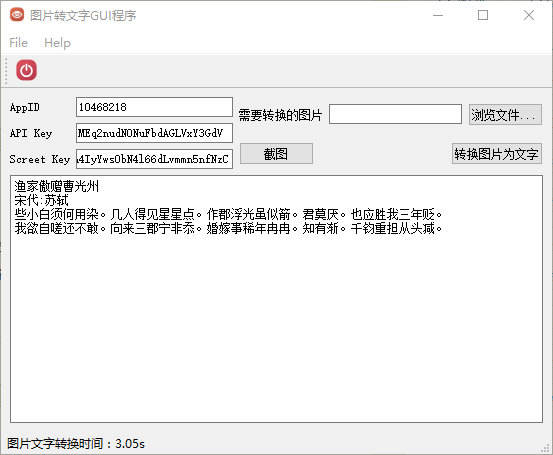 图片转文字GUI程序
File Help
AppID 10468218 需要转换的图片 浏览文件...
API Key MEq2nudNONuFbdAGLVxY3GdV
Screet Key 4IyYwsObN4l66dLvmmn5nfNzC 截图 转换图片为文字
渔家傲赠曹光州
宋代:苏轼
些小白须何用染。几人得见星星点。作郡浮光虽似箭。君莫厌。也应胜我三年贬。
我欲自嗟还不敢。向来三郡宁非忝。婚嫁事稀年冉冉。知有渐。千钧重担从头减。
图片文字转换时间：3.05s